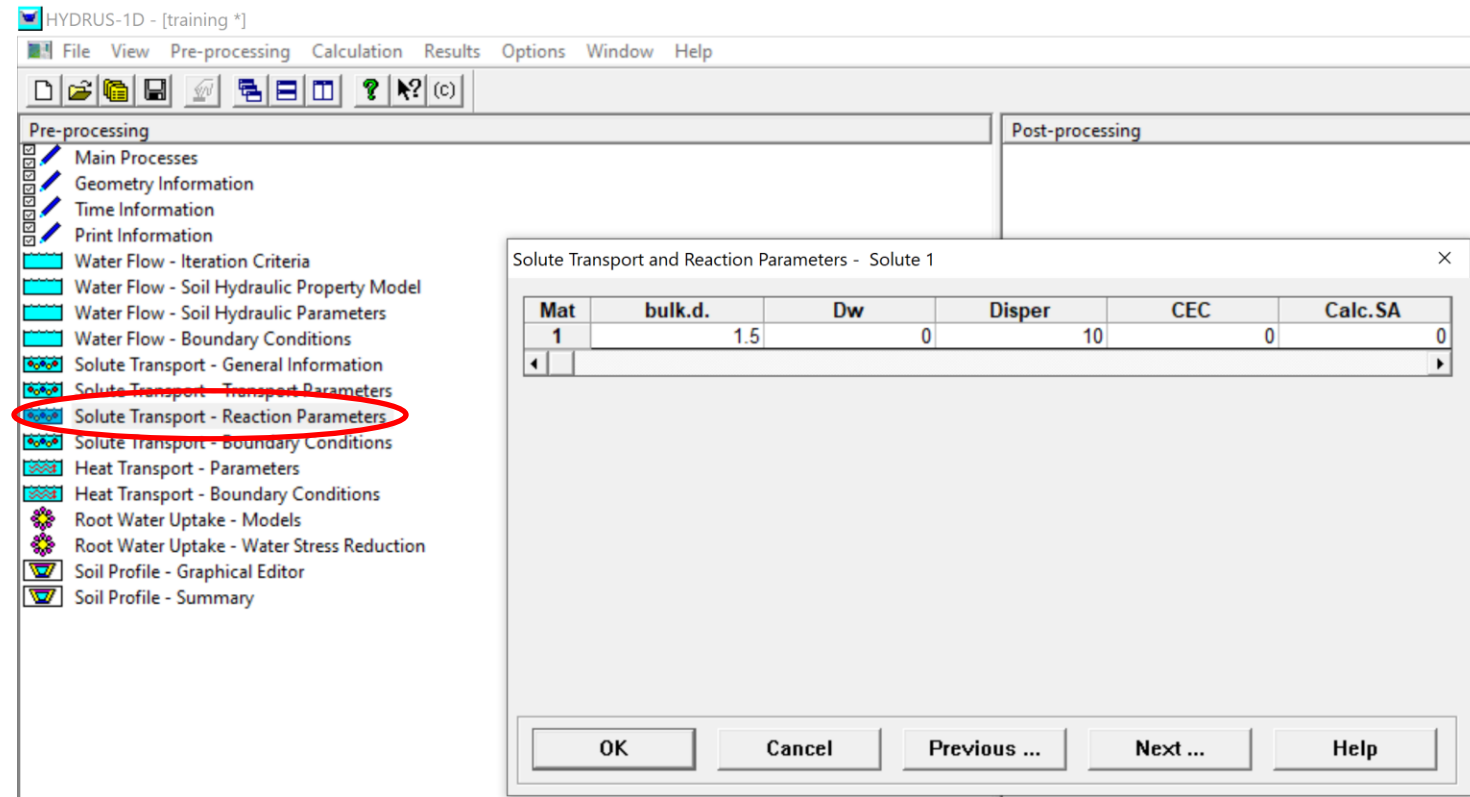 HYDRUS-1D - [training *]
File View Pre-processing Calculation Results Options Window Help
? ? (c)
Pre-processing
Post-processing
Main Processes
Geometry Information
Time Information
Print Information
Water Flow - Iteration Criteria
Water Flow - Soil Hydraulic Property Model
Water Flow - Soil Hydraulic Parameters
Water Flow - Boundary Conditions
Solute Transport - General Information
Solute Transport - Transport Parameters
Solute Transport - Reaction Parameters
Solute Transport - Boundary Conditions
Heat Transport - Parameters
Heat Transport - Boundary Conditions
Root Water Uptake - Models
Root Water Uptake - Water Stress Reduction
Soil Profile - Graphical Editor
Soil Profile - Summary
Solute Transport and Reaction Parameters - Solute 1
Mat bulk.d. Dw Disper CEC Calc.SA
1 1.5 0 10 0 0
OK Cancel Previous ... Next ... Help